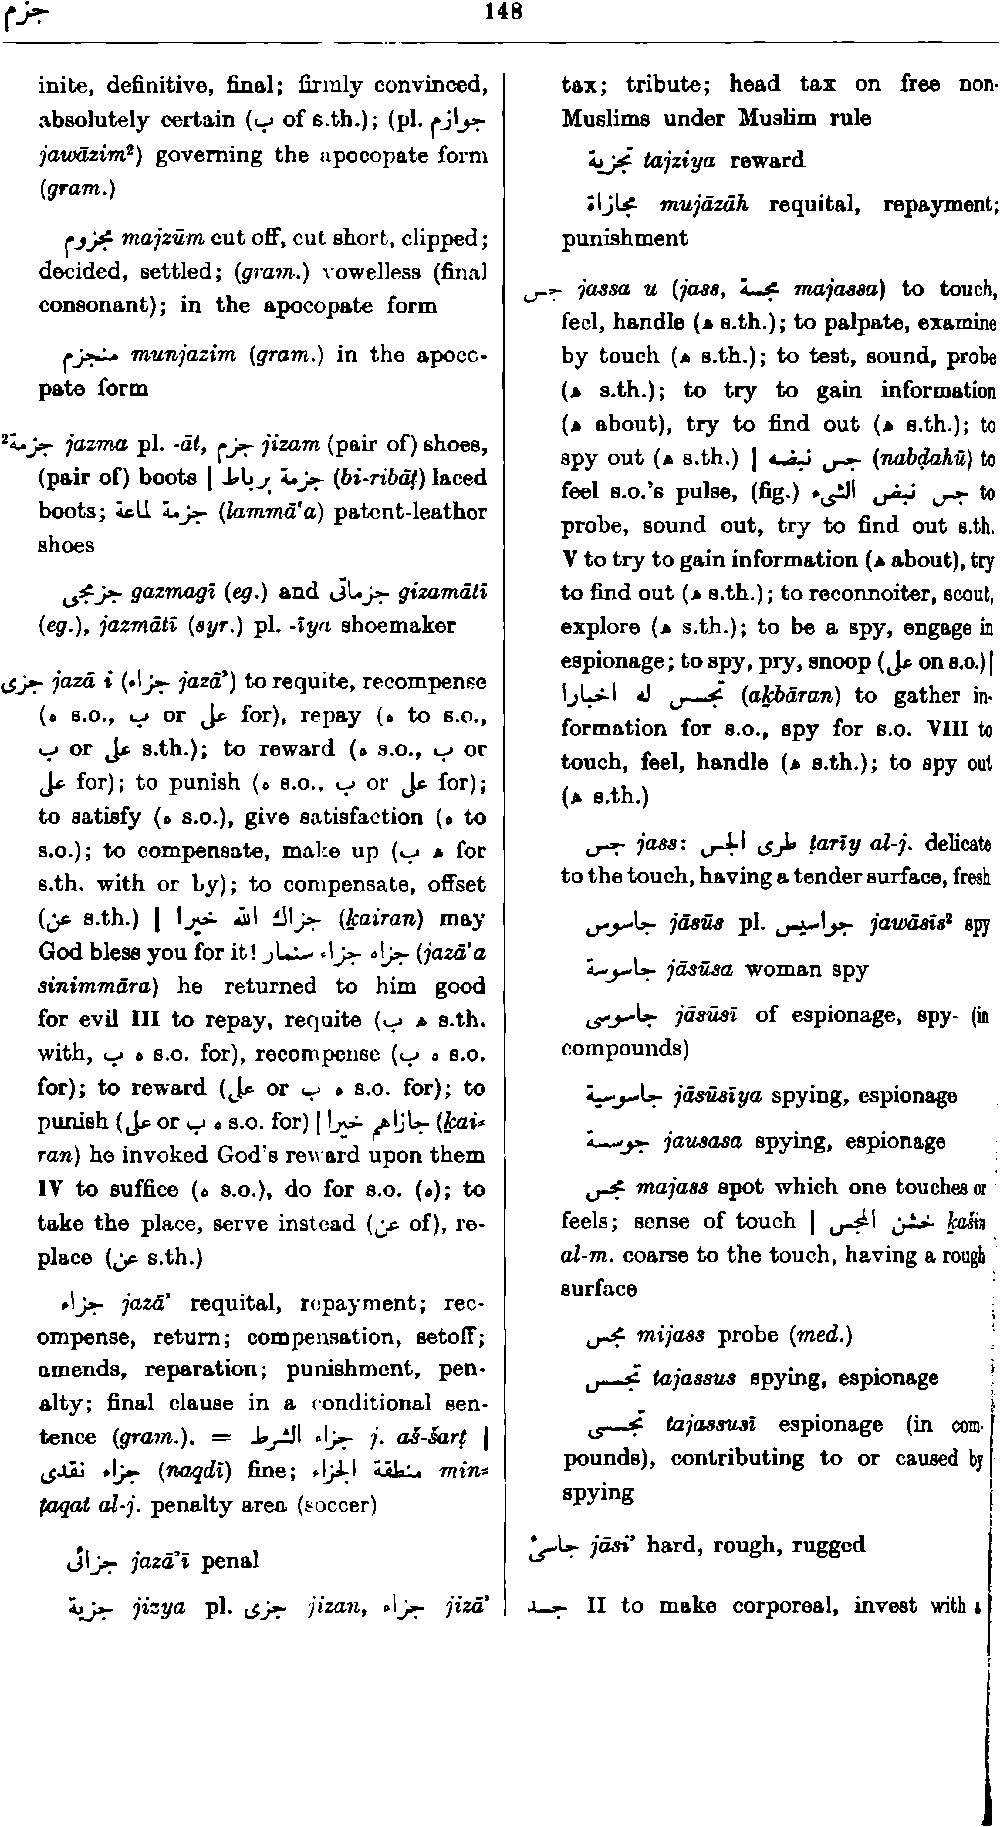 جزم
148
inite, definitive, final; firmly convinced,
absolutely certain (ب of s.th.); (pl. جوازم
jawāzim²) governing the apocopate form
(gram.)
مجزوم majzūm cut off, cut short, clipped;
decided, settled; (gram.) vowelless (final
consonant); in the apocopate form
منجزم munjazim (gram.) in the apoco-
pate form
²جزمة jazma pl. -āt, جزم jizam (pair of) shoes,
(pair of) boots | جزمة برباط (bi-ribāṭ) laced
boots; جزمة لماعة (lammā‘a) patent-leather
shoes
جزمجى gazmagī (eg.) and جزماتى gizamātī
(eg.), jazmātī (syr.) pl. -īya shoemaker
جزى jazā i (جزاء jazā’) to requite, recompense
(ه s.o., ب or على for), repay (ه to s.o.,
ب or على s.th.); to reward (ه s.o., ب or
على for); to punish (ه s.o., ب or على for);
to satisfy (ه s.o.), give satisfaction (ه to
s.o.); to compensate, make up (ب ه for
s.th. with or by); to compensate, offset
(عن s.th.) | جزاك الله خيرا (ḵairan) may
God bless you for it! جزاه جزاء سنمار (jazā’a
sinimmāra) he returned to him good
for evil III to repay, requite (ب ه s.th.
with, ب ه s.o. for), recompense (ب ه s.o.
for); to reward (على or ب ه s.o. for); to
punish (على or ب ه s.o. for) | جازاهم خيرا (ḵai-
ran) he invoked God's reward upon them
IV to suffice (ه s.o.), do for s.o. (ه); to
take the place, serve instead (عن of), re-
place (عن s.th.)
جزاء jazā’ requital, repayment; rec-
ompense, return; compensation, setoff;
amends, reparation; punishment, pen-
alty; final clause in a conditional sen-
tence (gram.), = جزاء الشرط j. aš-šarṭ |
جزاء نقدى (naqdī) fine; منطقة الجزاء min-
ṭaqat al-j. penalty area (soccer)
جزائى jazā’ī penal
جزية jizya pl. جزى jizan, جزاء jizā’
tax; tribute; head tax on free non-
Muslims under Muslim rule
تجزية tajziya reward
مجازاة mujāzāh requital, repayment;
punishment
جس jassa u (jass, مجسة majassa) to touch,
feel, handle (ه s.th.); to palpate, examine
by touch (ه s.th.); to test, sound, probe
(ه s.th.); to try to gain information
(ه about), try to find out (ه s.th.); to
spy out (ه s.th.) | جس نبضه (nabḍahū) to
feel s.o.'s pulse, (fig.) جس نبض الشىء to
probe, sound out, try to find out s.th.
V to try to gain information (ه about), try
to find out (ه s.th.); to reconnoiter, scout,
explore (ه s.th.); to be a spy, engage in
espionage; to spy, pry, snoop (على on s.o.) |
تجسس له اخبارا (aḵbāran) to gather in-
formation for s.o., spy for s.o. VIII to
touch, feel, handle (ه s.th.); to spy out
(ه s.th.)
جس jass: طرى الجس ṭarīy al-j. delicate
to the touch, having a tender surface, fresh
جاسوس jāsūs pl. جواسيس jawāsīs² spy
جاسوسة jāsūsa woman spy
جاسوسى jāsūsī of espionage, spy- (in
compounds)
جاسوسية jāsūsīya spying, espionage
جوسسة jausasa spying, espionage
مجس majass spot which one touches or
feels; sense of touch | خشن المجس ḵašin
al-m. coarse to the touch, having a rough
surface
مجس mijass probe (med.)
تجسس tajassus spying, espionage
تجسسى tajassusī espionage (in com-
pounds), contributing to or caused by
spying
جاسئ jāsi’ hard, rough, rugged
جسد II to make corporeal, invest with a